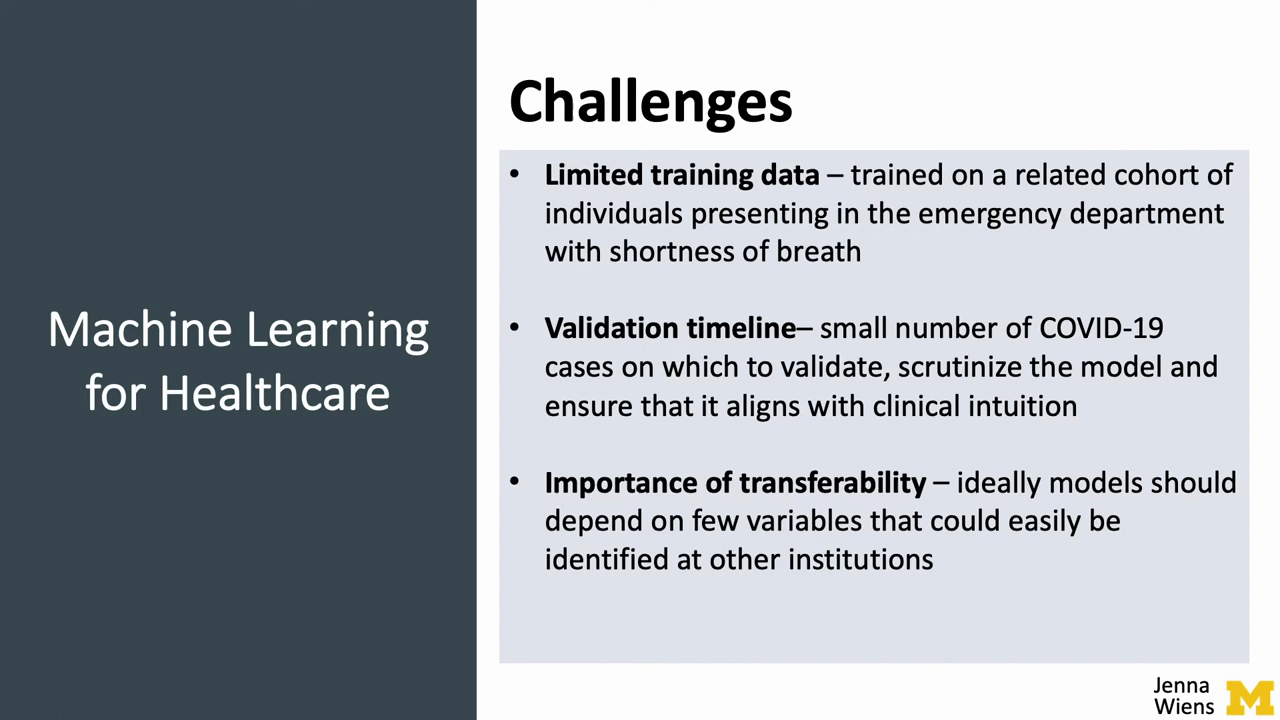 Machine Learning
for Healthcare
Challenges
• Limited training data – trained on a related cohort of
individuals presenting in the emergency department
with shortness of breath
• Validation timeline– small number of COVID-19
cases on which to validate, scrutinize the model and
ensure that it aligns with clinical intuition
• Importance of transferability – ideally models should
depend on few variables that could easily be
identified at other institutions
Jenna
Wiens
M